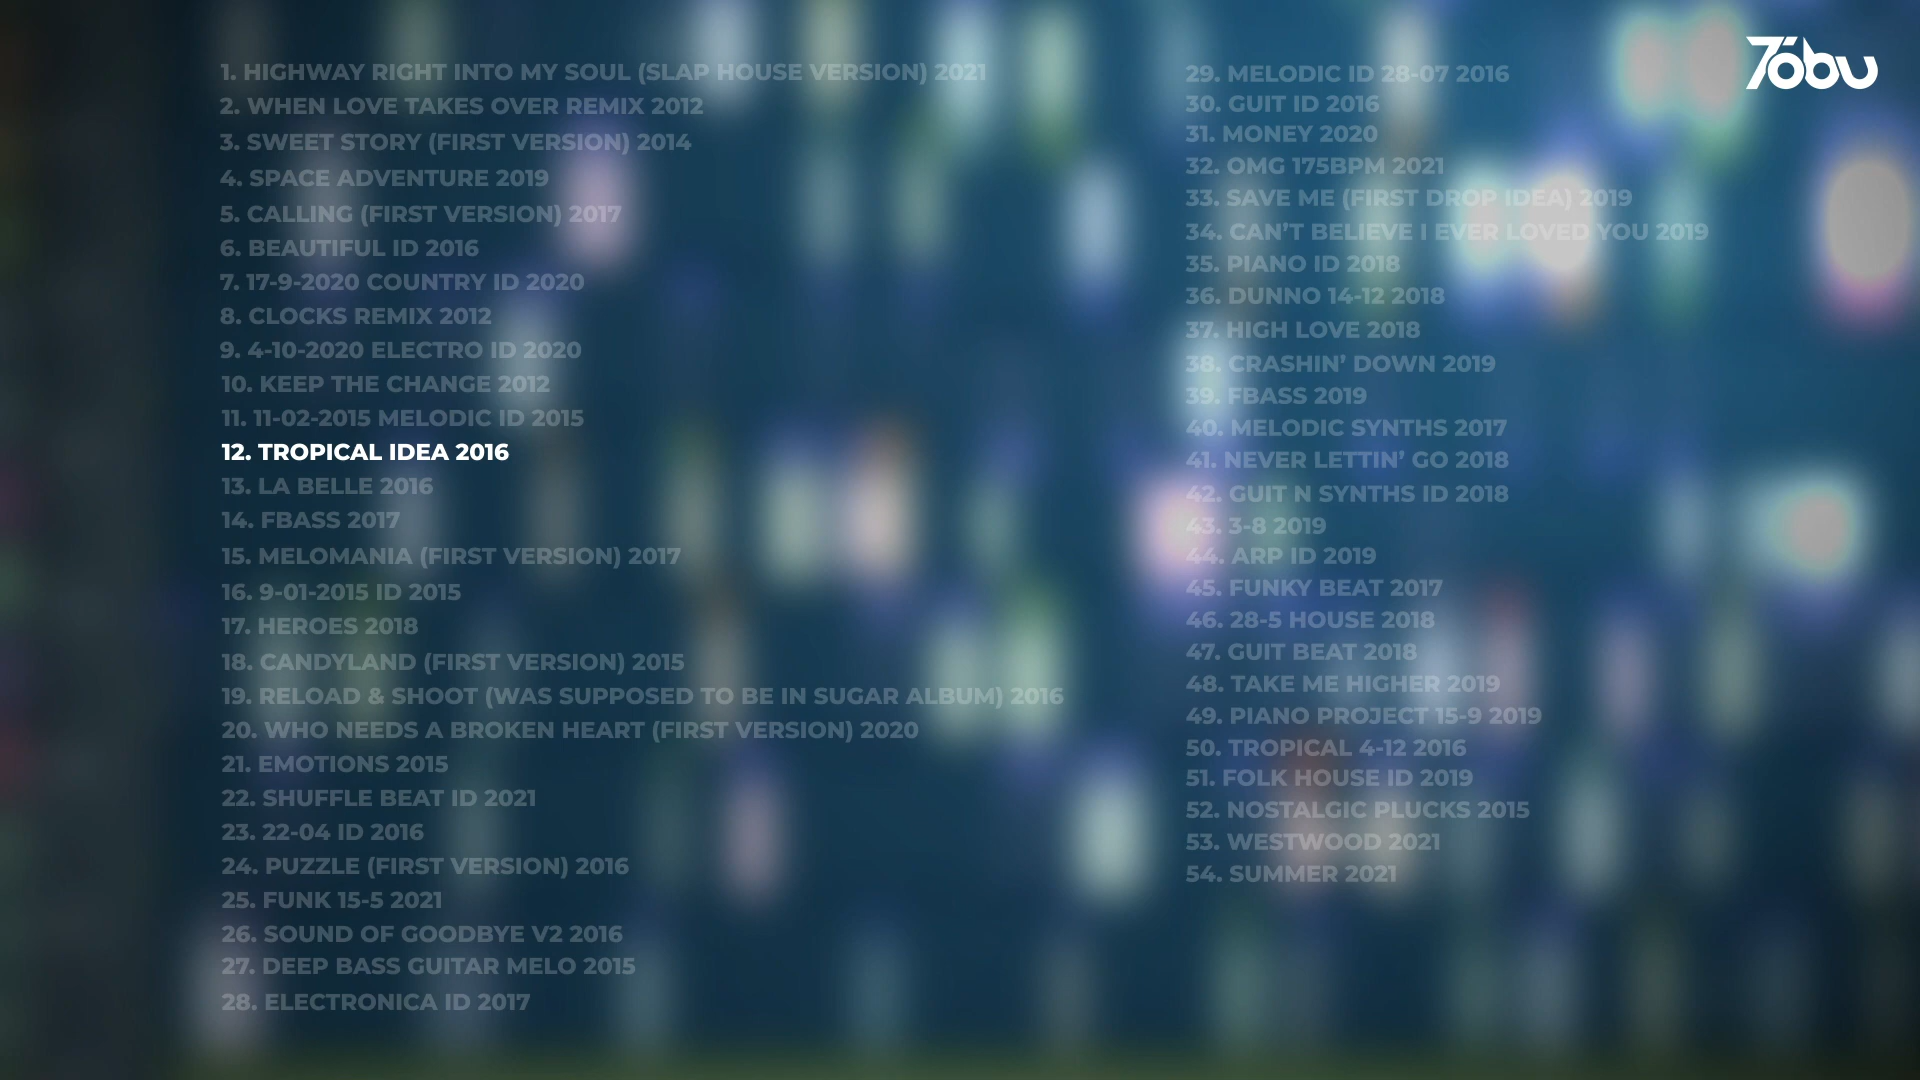 1. HIGHWAY RIGHT INTO MY SOUL (SLAP HOUSE VERSION) 2021
2. WHEN LOVE TAKES OVER REMIX 2012
3. SWEET STORY (FIRST VERSION) 2014
4. SPACE ADVENTURE 2019
5. CALLING (FIRST VERSION) 2017
6. BEAUTIFUL ID 2016
7. 17-9-2020 COUNTRY ID 2020
8. CLOCKS REMIX 2012
9. 4-10-2020 ELECTRO ID 2020
10. KEEP THE CHANGE 2012
11. 11-02-2015 MELODIC ID 2015
12. TROPICAL IDEA 2016
13. LA BELLE 2016
14. FBASS 2017
15. MELOMANIA (FIRST VERSION) 2017
16. 9-01-2015 ID 2015
17. HEROES 2018
18. CANDYLAND (FIRST VERSION) 2015
19. RELOAD & SHOOT (WAS SUPPOSED TO BE IN SUGAR ALBUM) 2016
20. WHO NEEDS A BROKEN HEART (FIRST VERSION) 2020
21. EMOTIONS 2015
22. SHUFFLE BEAT ID 2021
23. 22-04 ID 2016
24. PUZZLE (FIRST VERSION) 2016
25. FUNK 15-5 2021
26. SOUND OF GOODBYE V2 2016
27. DEEP BASS GUITAR MELO 2015
28. ELECTRONICA ID 2017
29. MELODIC ID 28-07 2016
30. GUIT ID 2016
31. MONEY 2020
32. OMG 175BPM 2021
33. SAVE ME (FIRST DROP IDEA) 2019
34. CAN'T BELIEVE I EVER LOVED YOU 2019
35. PIANO ID 2018
36. DUNNO 14-12 2018
37. HIGH LOVE 2018
38. CRASHIN' DOWN 2019
39. FBASS 2019
40. MELODIC SYNTHS 2017
41. NEVER LETTIN' GO 2018
42. GUIT N SYNTHS ID 2018
43. 3-8 2019
44. ARP ID 2019
45. FUNKY BEAT 2017
46. 28-5 HOUSE 2018
47. GUIT BEAT 2018
48. TAKE ME HIGHER 2019
49. PIANO PROJECT 15-9 2019
50. TROPICAL 4-12 2016
51. FOLK HOUSE ID 2019
52. NOSTALGIC PLUCKS 2015
53. WESTWOOD 2021
54. SUMMER 2021
Tobu